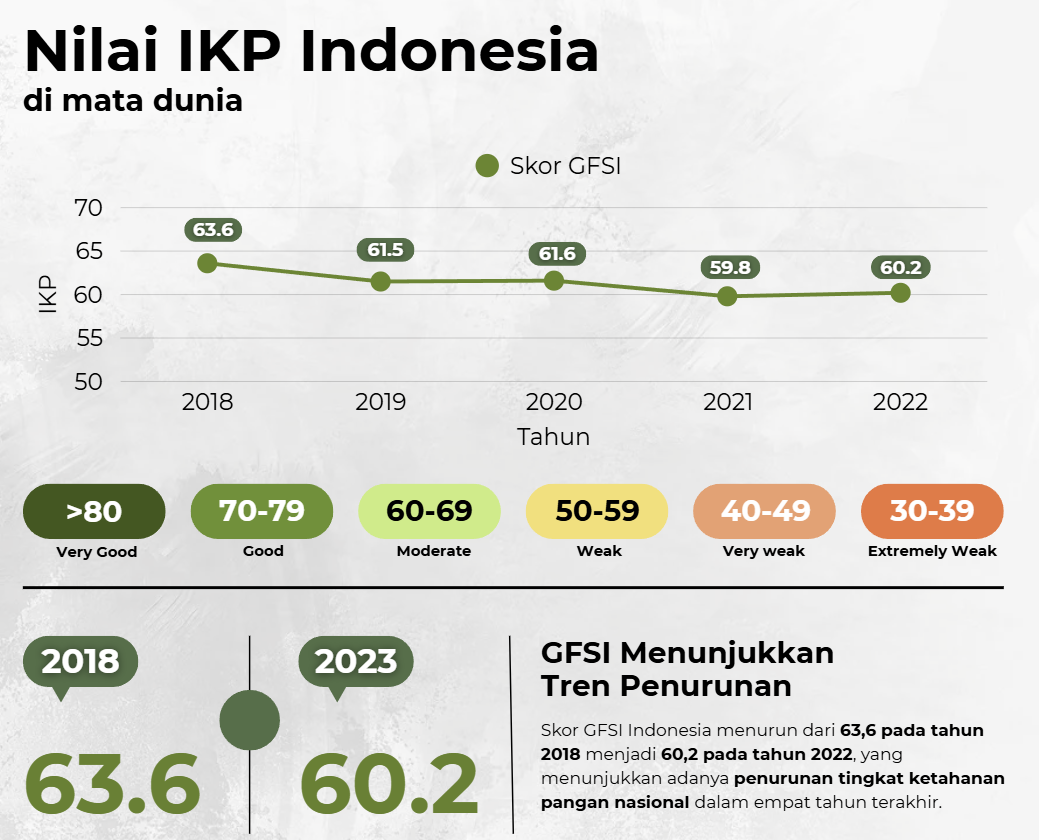 Nilai IKP Indonesia
di mata dunia
Skor GFSI
70
65
60
55
50
IKP
63.6
61.5
61.6
59.8
60.2
2018 2019 2020 2021 2022
Tahun
>80 70-79 60-69 50-59 40-49 30-39
Very Good Good Moderate Weak Very weak Extremely Weak
2018
63.6
2023
60.2
GFSI Menunjukkan
Tren Penurunan
Skor GFSI Indonesia menurun dari 63,6 pada tahun
2018 menjadi 60,2 pada tahun 2022, yang
menunjukkan adanya penurunan tingkat ketahanan
pangan nasional dalam empat tahun terakhir.